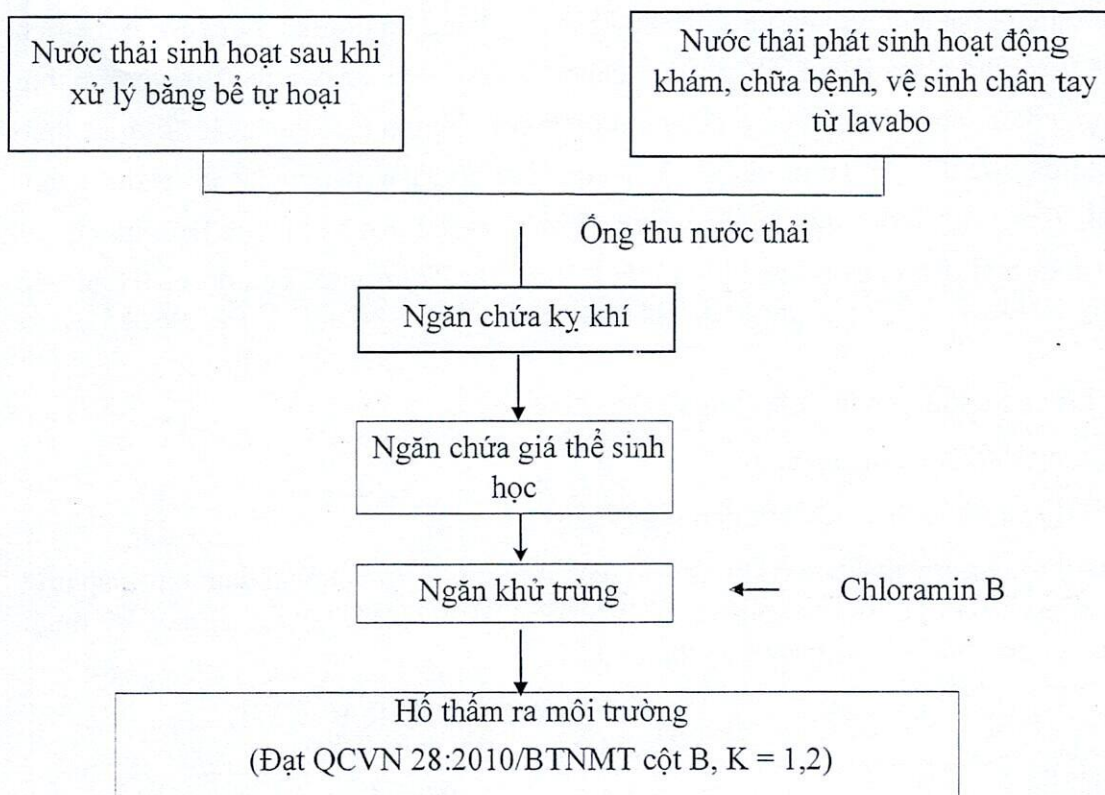 Nước thải sinh hoạt sau khi
xử lý bằng bể tự hoại
Nước thải phát sinh hoạt động
khám, chữa bệnh, vệ sinh chân tay
từ lavabo
Ống thu nước thải
Ngăn chứa kỵ khí
Ngăn chứa giá thể sinh
học
Ngăn khử trùng
Chloramin B
Hố thấm ra môi trường
(Đạt QCVN 28:2010/BTNMT cột B, K = 1,2)